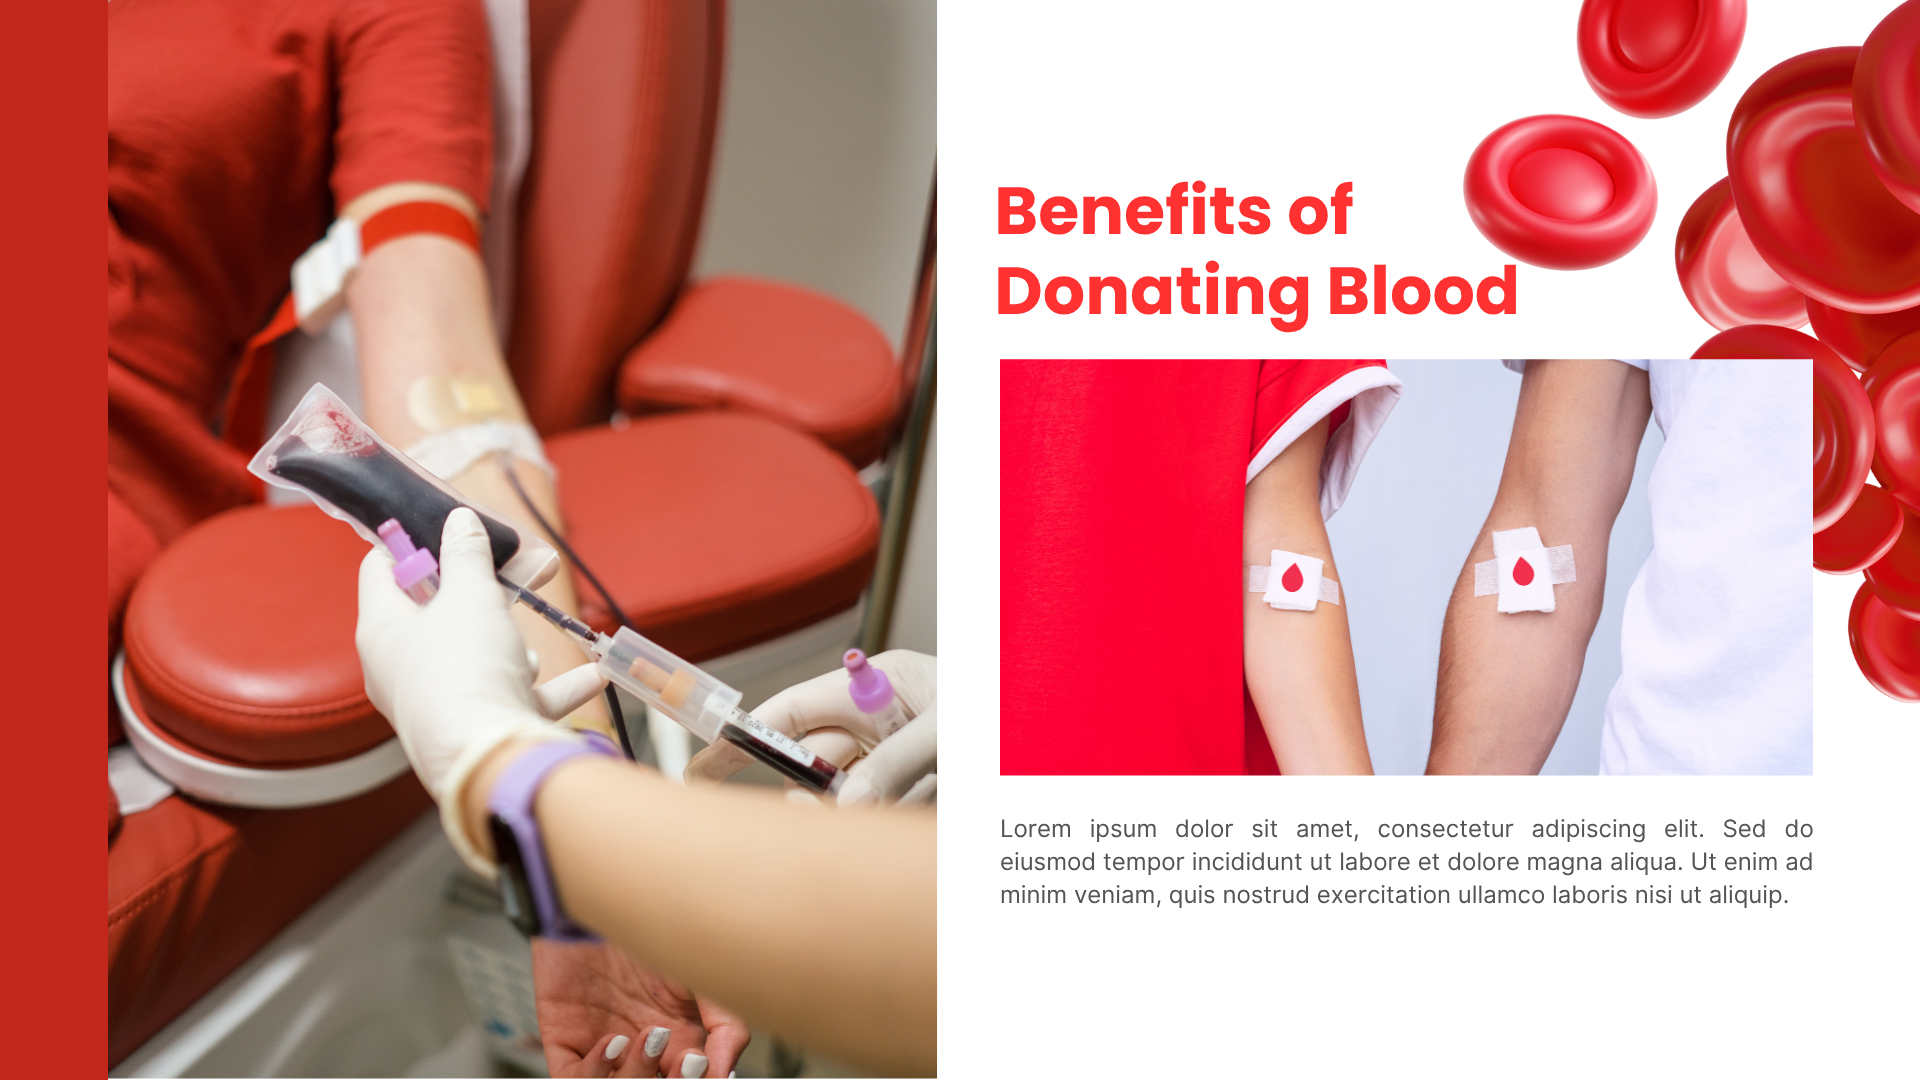 Benefits of
Donating Blood
Lorem ipsum dolor sit amet, consectetur adipiscing elit. Sed do
eiusmod tempor incididunt ut labore et dolore magna aliqua. Ut enim ad
minim veniam, quis nostrud exercitation ullamco laboris nisi ut aliquip.